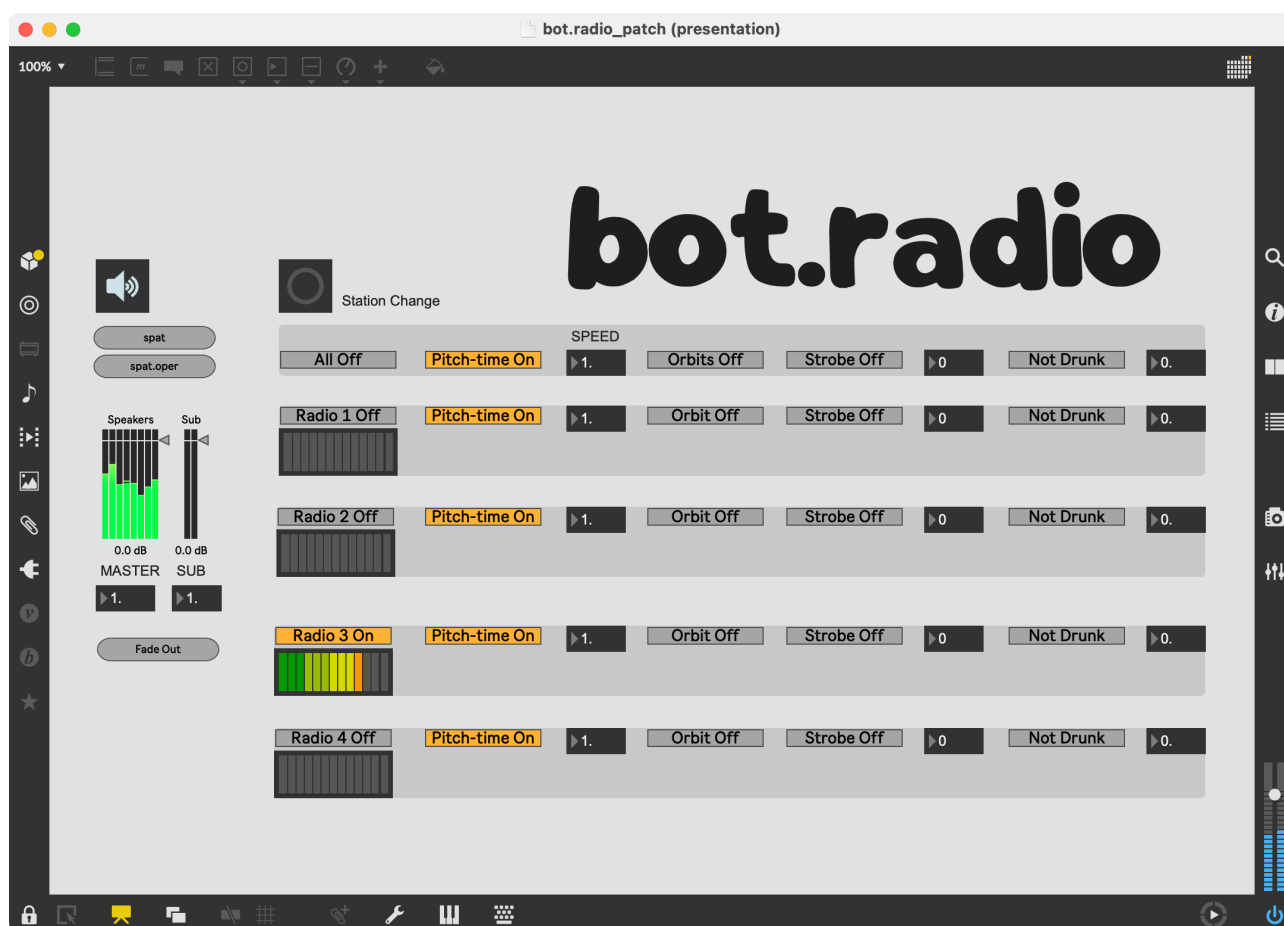 bot.radio_patch (presentation)
100%
m
bot.radio
Station Change
spat
spat.oper
SPEED
All Off Pitch-time On 1. Orbits Off Strobe Off 0 Not Drunk 0.
Radio 1 Off Pitch-time On 1. Orbit Off Strobe Off 0 Not Drunk 0.
Speakers Sub
Radio 2 Off Pitch-time On 1. Orbit Off Strobe Off 0 Not Drunk 0.
0.0 dB 0.0 dB
MASTER SUB
1. 1.
Radio 3 On Pitch-time On 1. Orbit Off Strobe Off 0 Not Drunk 0.
Fade Out
Radio 4 Off Pitch-time On 1. Orbit Off Strobe Off 0 Not Drunk 0.